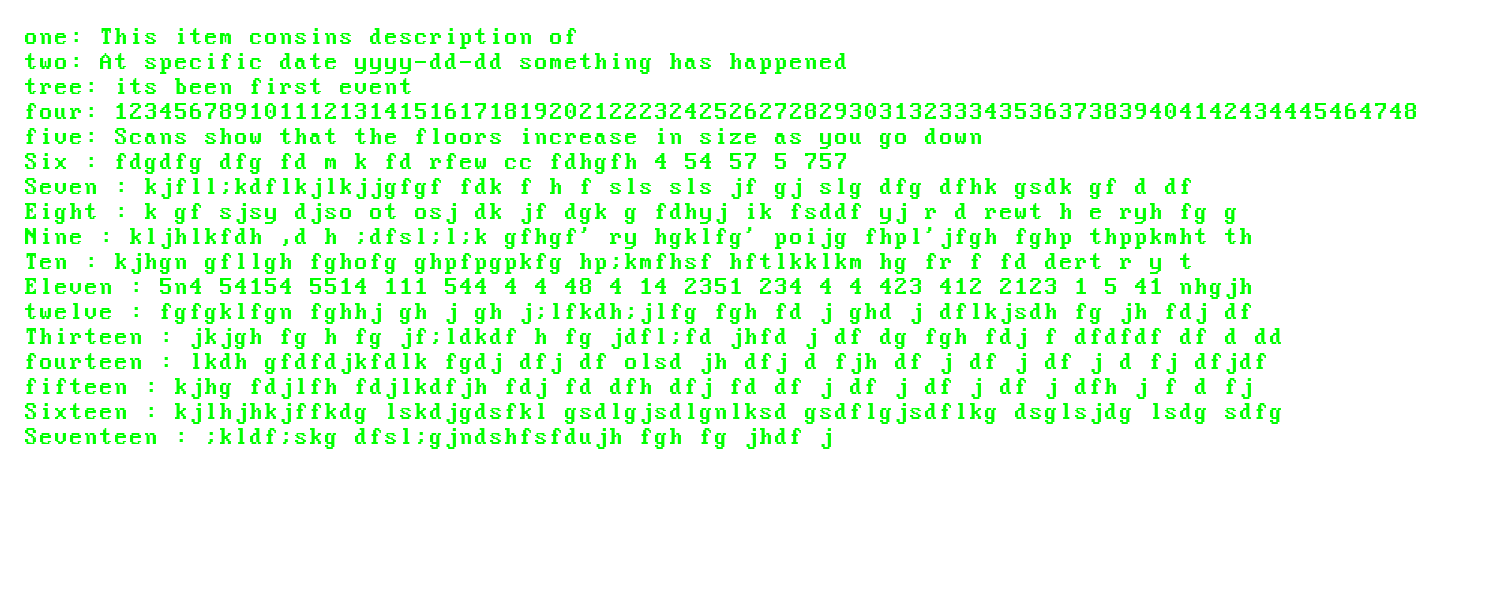 one: This item consins description of
two: At specific date yyyy-dd-dd something has happened
tree: its been first event
four: 123456789101112131415161718192021222324252627282930313233343536373839404142434445464748
five: Scans show that the floors increase in size as you go down
Six : fdgdfg dfg fd m k fd rfew cc fdhgfh 4 54 57 5 757
Seven : kjfll;kdflkjlkjjgfgf fdk f h f sls sls jf gj slg dfg dfhk gsdk gf d df
Eight : k gf sjsy djso ot osj dk jf dgk g fdhyj ik fsddf yj r d rewt h e ryh fg g
Nine : kljhlkfdh ,d h ;dfsl;l;k gfhgf' ry hgklfg' poijg fhpl'jfgh fghp thppkmht th
Ten : kjhgn gfllgh fghofg ghpfpgpkfg hp;kmfhsf hftlkklkm hg fr f fd dert r y t
Eleven : 5n4 54154 5514 111 544 4 4 48 4 14 2351 234 4 4 423 412 2123 1 5 41 nhgjh
twelve : fgfgklfgn fghhj gh j gh j;lfkdh;jlfg fgh fd j ghd j dflkjsdh fg jh fdj df
Thirteen : jkjgh fg h fg jf;ldkdf h fg jdfl;fd jhfd j df dg fgh fdj f dfdfdf df d dd
fourteen : lkdh gfdfdjkfdlk fgdj dfj df olsd jh dfj d fjh df j df j df j d fj dfjdf
fifteen : kjhg fdjlfh fdjlkdfjh fdj fd dfh dfj fd df j df j df j df j dfh j f d fj
Sixteen : kjlhjhkjffkdg lskdjgdsfkl gsdlgjsdlgnlksd gsdflgjsdflkg dsglsjdg lsdg sdfg
Seventeen : ;kldf;skg dfsl;gjndshfsfdujh fgh fg jhdf j